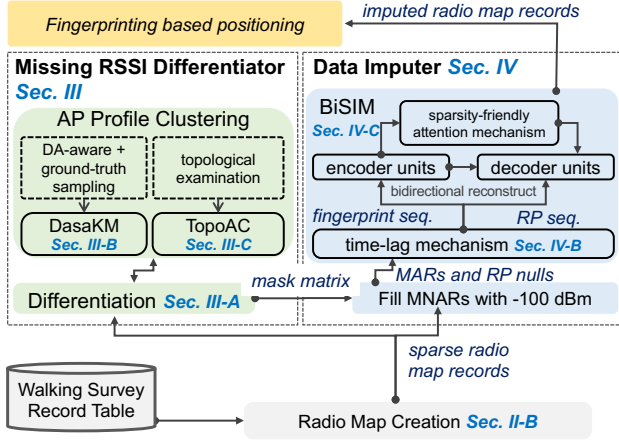 imputed radio map records
Fingerprinting based positioning
Missing RSSI Differentiator
Sec. III
Data Imputer Sec. IV
AP Profile Clustering
DA-aware +
ground-truth
sampling
topological
examination
DasaKM
Sec. III-B
TopoAC
Sec. III-C
BiSIM
Sec. IV-C
sparsity-friendly
attention mechanism
encoder units
decoder units
bidirectional reconstruct
fingerprint seq.
RP seq.
time-lag mechanism Sec. IV-B
mask matrix
MARs and RP nulls
Differentiation Sec. III-A
Fill MNARs with -100 dBm
sparse radio
map records
Walking Survey
Record Table
Radio Map Creation Sec. II-B